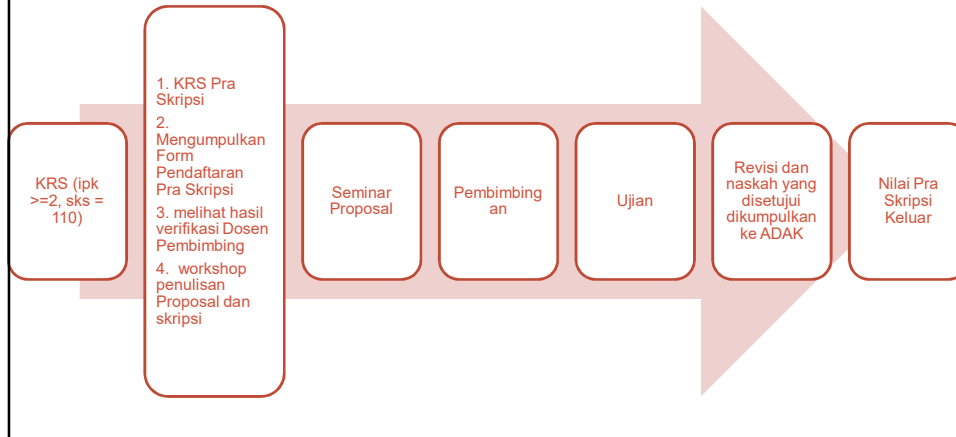 KRS (ipk
>=2, sks =
110)
1. KRS Pra
Skripsi
2.
Mengumpulkan
Form
Pendaftaran
Pra Skripsi
3. melihat hasil
verifikasi Dosen
Pembimbing
4. workshop
penulisan
Proposal dan
skripsi
Seminar
Proposal
Pembimbing
an
Ujian
Revisi dan
naskah yang
disetujui
dikumpulkan
ke ADAK
Nilai Pra
Skripsi
Keluar